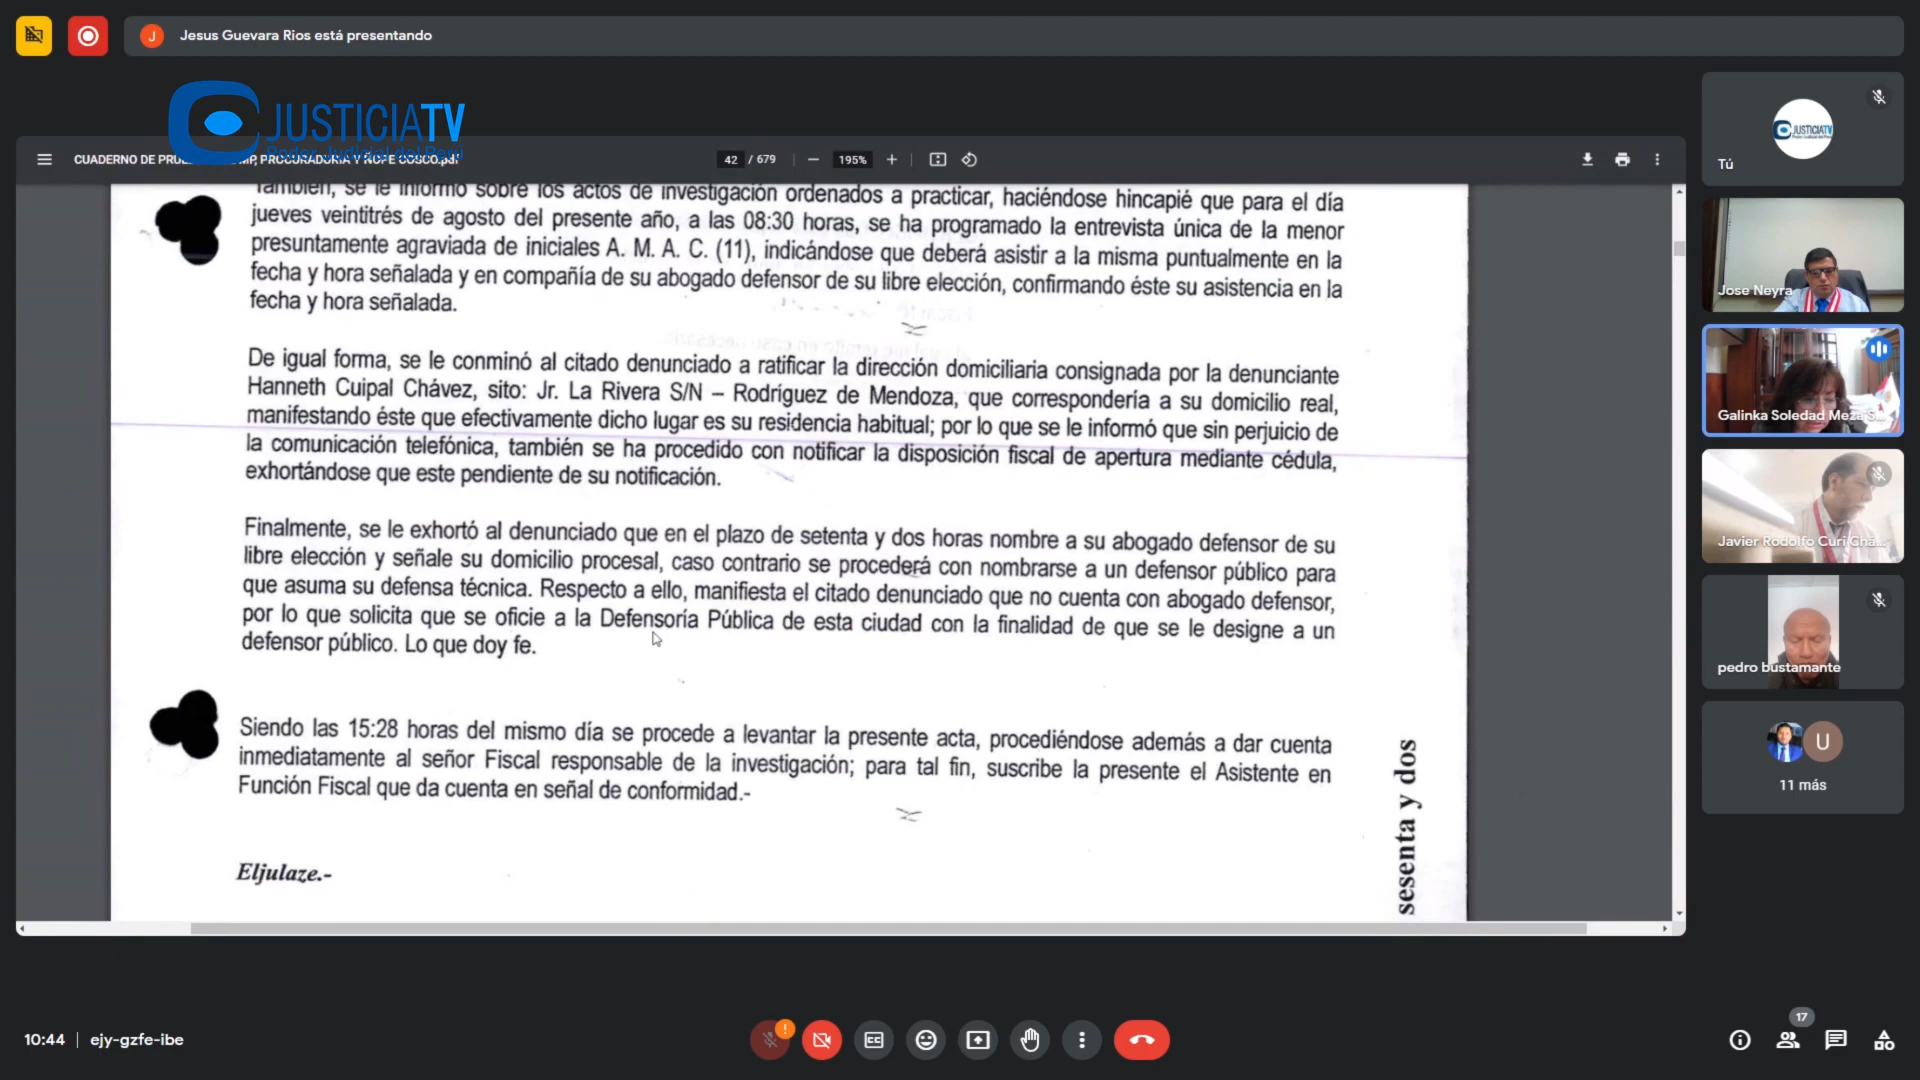 Jesus Guevara Rios está presentando
J
JUSTICIATV
Poder Judicial del Perú
CUADERNO DE MP, PROCURADURIA Y ÑOPE COSCO.pdf
42 / 679
195%
También, se le informó sobre los actos de investigación ordenados a practicar, haciéndose hincapié que para el día
jueves veintitrés de agosto del presente año, a las 08:30 horas, se ha programado la entrevista única de la menor
presuntamente agraviada de iniciales A. M. A. C. (11), indicándose que deberá asistir a la misma puntualmente en la
fecha y hora señalada y en compañía de su abogado defensor de su libre elección, confirmando éste su asistencia en la
fecha y hora señalada.
De igual forma, se le conminó al citado denunciado a ratificar la dirección domiciliaria consignada por la denunciante
Hanneth Cuipal Chávez, sito: Jr. La Rivera S/N – Rodríguez de Mendoza, que correspondería a su domicilio real,
manifestando éste que efectivamente dicho lugar es su residencia habitual; por lo que se le informó que sin perjuicio de
la comunicación telefónica, también se ha procedido con notificar la disposición fiscal de apertura mediante cédula,
exhortándose que este pendiente de su notificación.
Finalmente, se le exhortó al denunciado que en el plazo de setenta y dos horas nombre a su abogado defensor de su
libre elección y señale su domicilio procesal, caso contrario se procederá con nombrarse a un defensor público para
que asuma su defensa técnica. Respecto a ello, manifiesta el citado denunciado que no cuenta con abogado defensor,
por lo que solicita que se oficie a la Defensoría Pública de esta ciudad con la finalidad de que se le designe a un
defensor público. Lo que doy fe.
Siendo las 15:28 horas del mismo día se procede a levantar la presente acta, procediéndose además a dar cuenta
inmediatamente al señor Fiscal responsable de la investigación; para tal fin, suscribe la presente el Asistente en
Función Fiscal que da cuenta en señal de conformidad.-
Eljulaze.-
sesenta y dos
JUSTICIATV
Tú
Jose Neyra
Galinka Soledad Meza S...
Javier Rodolfo Curi Chá...
pedro bustamante
U
11 más
10:44
ejy-gzfe-ibe
17